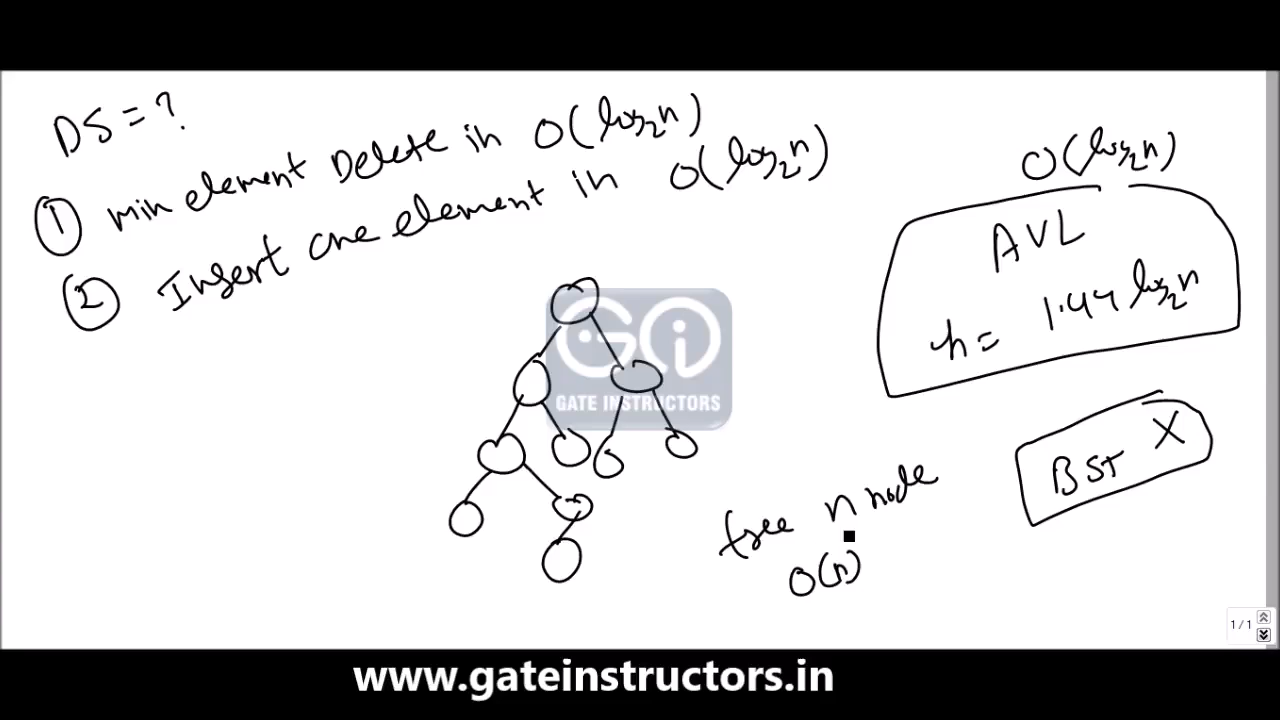 DS = ?
① min element Delete in O(log₂n)
② Insert one element in O(log₂n)
O(log₂n)
AVL
h = 1.44 log₂n
BST X
tree n node
O(n)
Gi
GATE INSTRUCTORS
1 / 1
www.gateinstructors.in